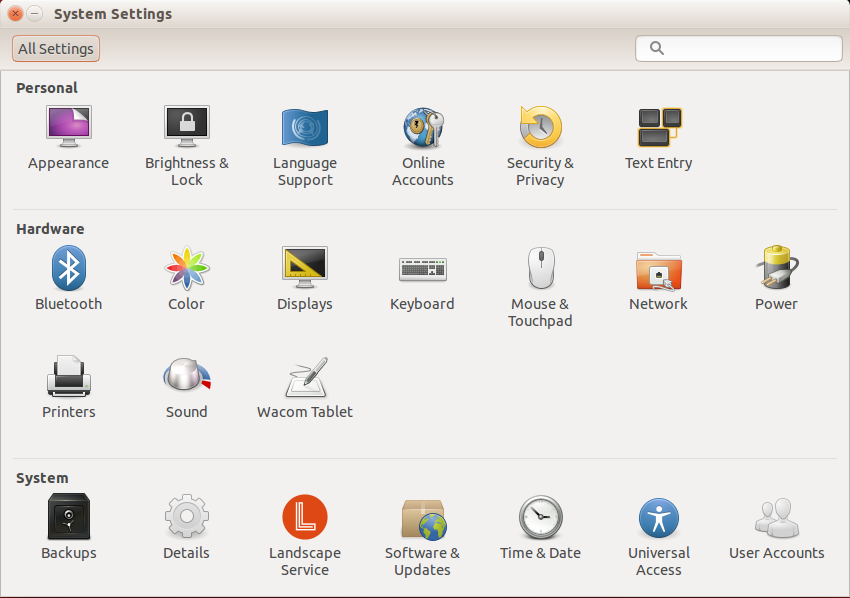 System Settings
All Settings
Personal
Appearance
Brightness &
Lock
Language
Support
Online
Accounts
Security &
Privacy
Text Entry
Hardware
Bluetooth
Color
Displays
Keyboard
Mouse &
Touchpad
Network
Power
Printers
Sound
Wacom Tablet
System
Backups
Details
Landscape
Service
Software &
Updates
Time & Date
Universal
Access
User Accounts